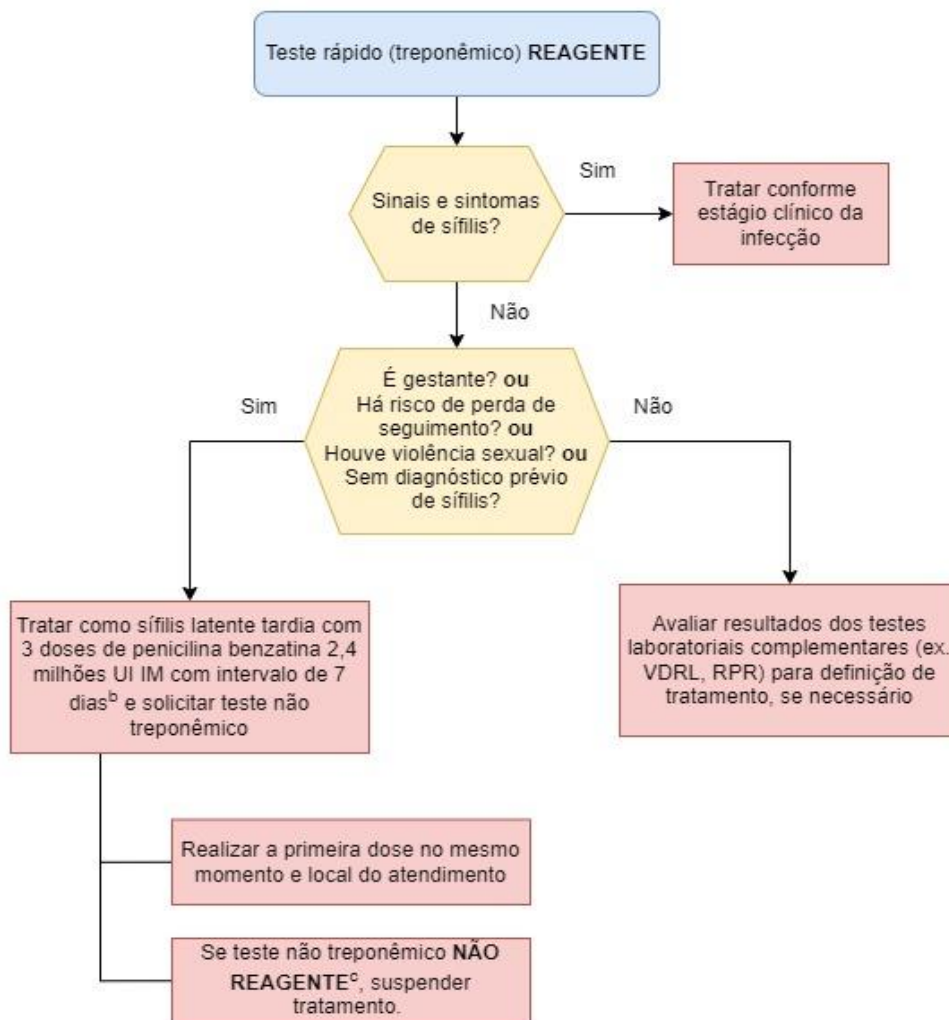 Teste rápido (treponêmico) REAGENTE
Sinais e sintomas
de sífilis?
Sim
Tratar conforme
estágio clínico da
infecção
Não
É gestante? ou
Há risco de perda de
seguimento? ou
Houve violência sexual? ou
Sem diagnóstico prévio
de sífilis?
Sim
Não
Tratar como sífilis latente tardia com
3 doses de penicilina benzatina 2,4
milhões UI IM com intervalo de 7
diasᵇ e solicitar teste não
treponêmico
Avaliar resultados dos testes
laboratoriais complementares (ex.
VDRL, RPR) para definição de
tratamento, se necessário
Realizar a primeira dose no mesmo
momento e local do atendimento
Se teste não treponêmico NÃO
REAGENTEᶜ, suspender
tratamento.